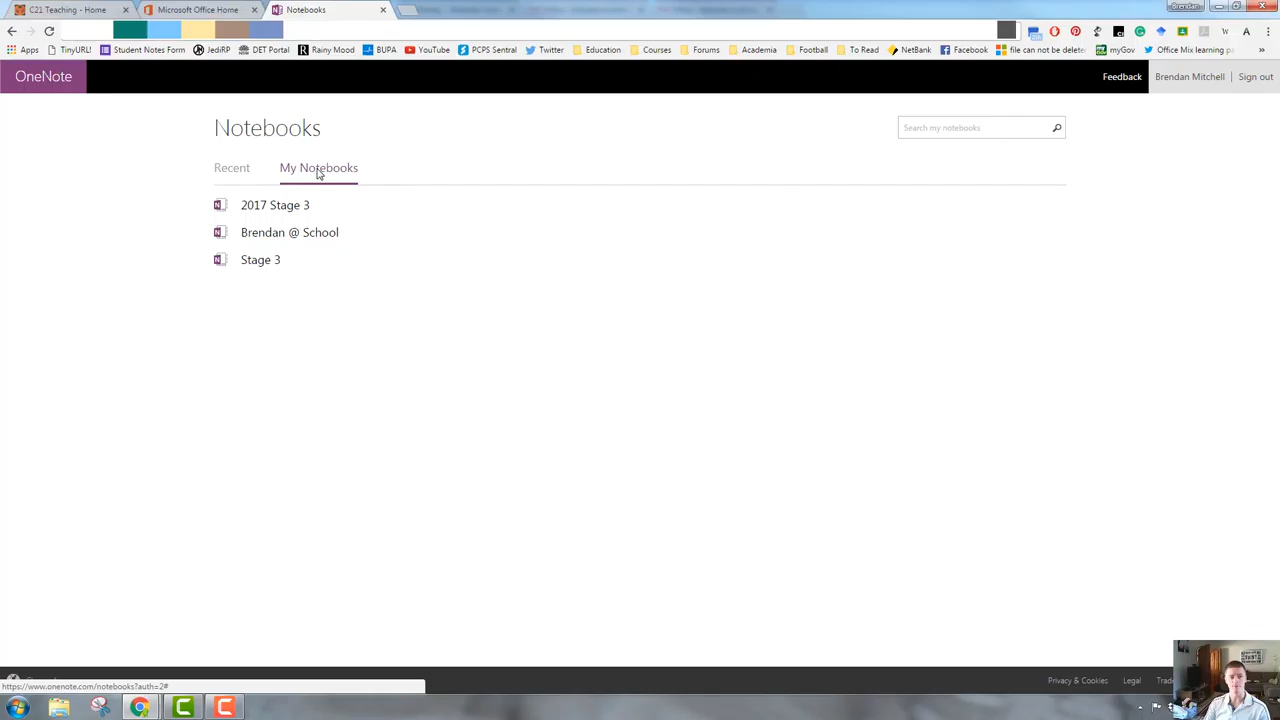 Brendan
C21 Teaching - Home
Microsoft Office Home
Notebooks
Apps
TinyURL!
Student Notes Form
JediRP
DET Portal
Rainy Mood
BUPA
YouTube
PCPS Sentral
Twitter
Education
Courses
Forums
Academia
Football
To Read
NetBank
Facebook
file can not be delete
myGov
Office Mix learning pa
»
OneNote
Feedback
Brendan Mitchell | Sign out
Notebooks
Search my notebooks
Recent
My Notebooks
2017 Stage 3
Brendan @ School
Stage 3
https://www.onenote.com/notebooks?auth=2#
Privacy & Cookies
Legal
Trade